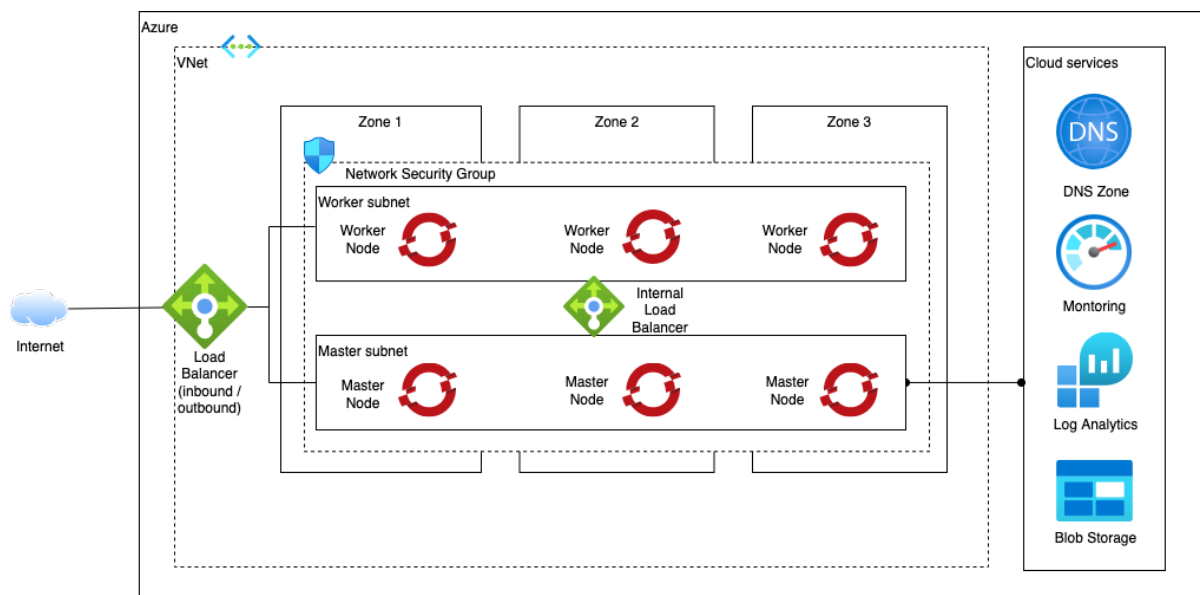 Azure
VNet
Cloud services
Zone 1
Zone 2
Zone 3
DNS
DNS Zone
Network Security Group
Worker subnet
Worker
Node
Worker
Node
Worker
Node
Montoring
Internet
Load
Balancer
(inbound /
outbound)
Internal
Load
Balancer
Master subnet
Master
Node
Master
Node
Master
Node
Log Analytics
Blob Storage